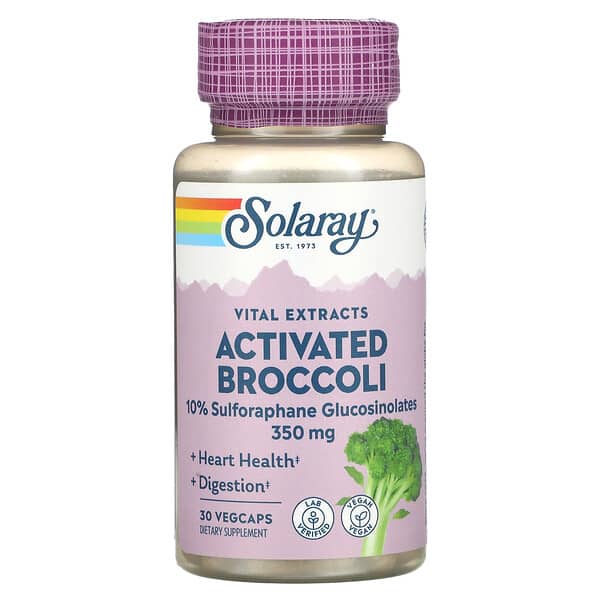 Solaray®
EST. 1973
VITAL EXTRACTS
ACTIVATED
BROCCOLI
10% Sulforaphane Glucosinolates
350 mg
+ Heart Health‡
+ Digestion‡
30 VEGCAPS
DIETARY SUPPLEMENT
LAB VERIFIED
VEGAN VEGAN